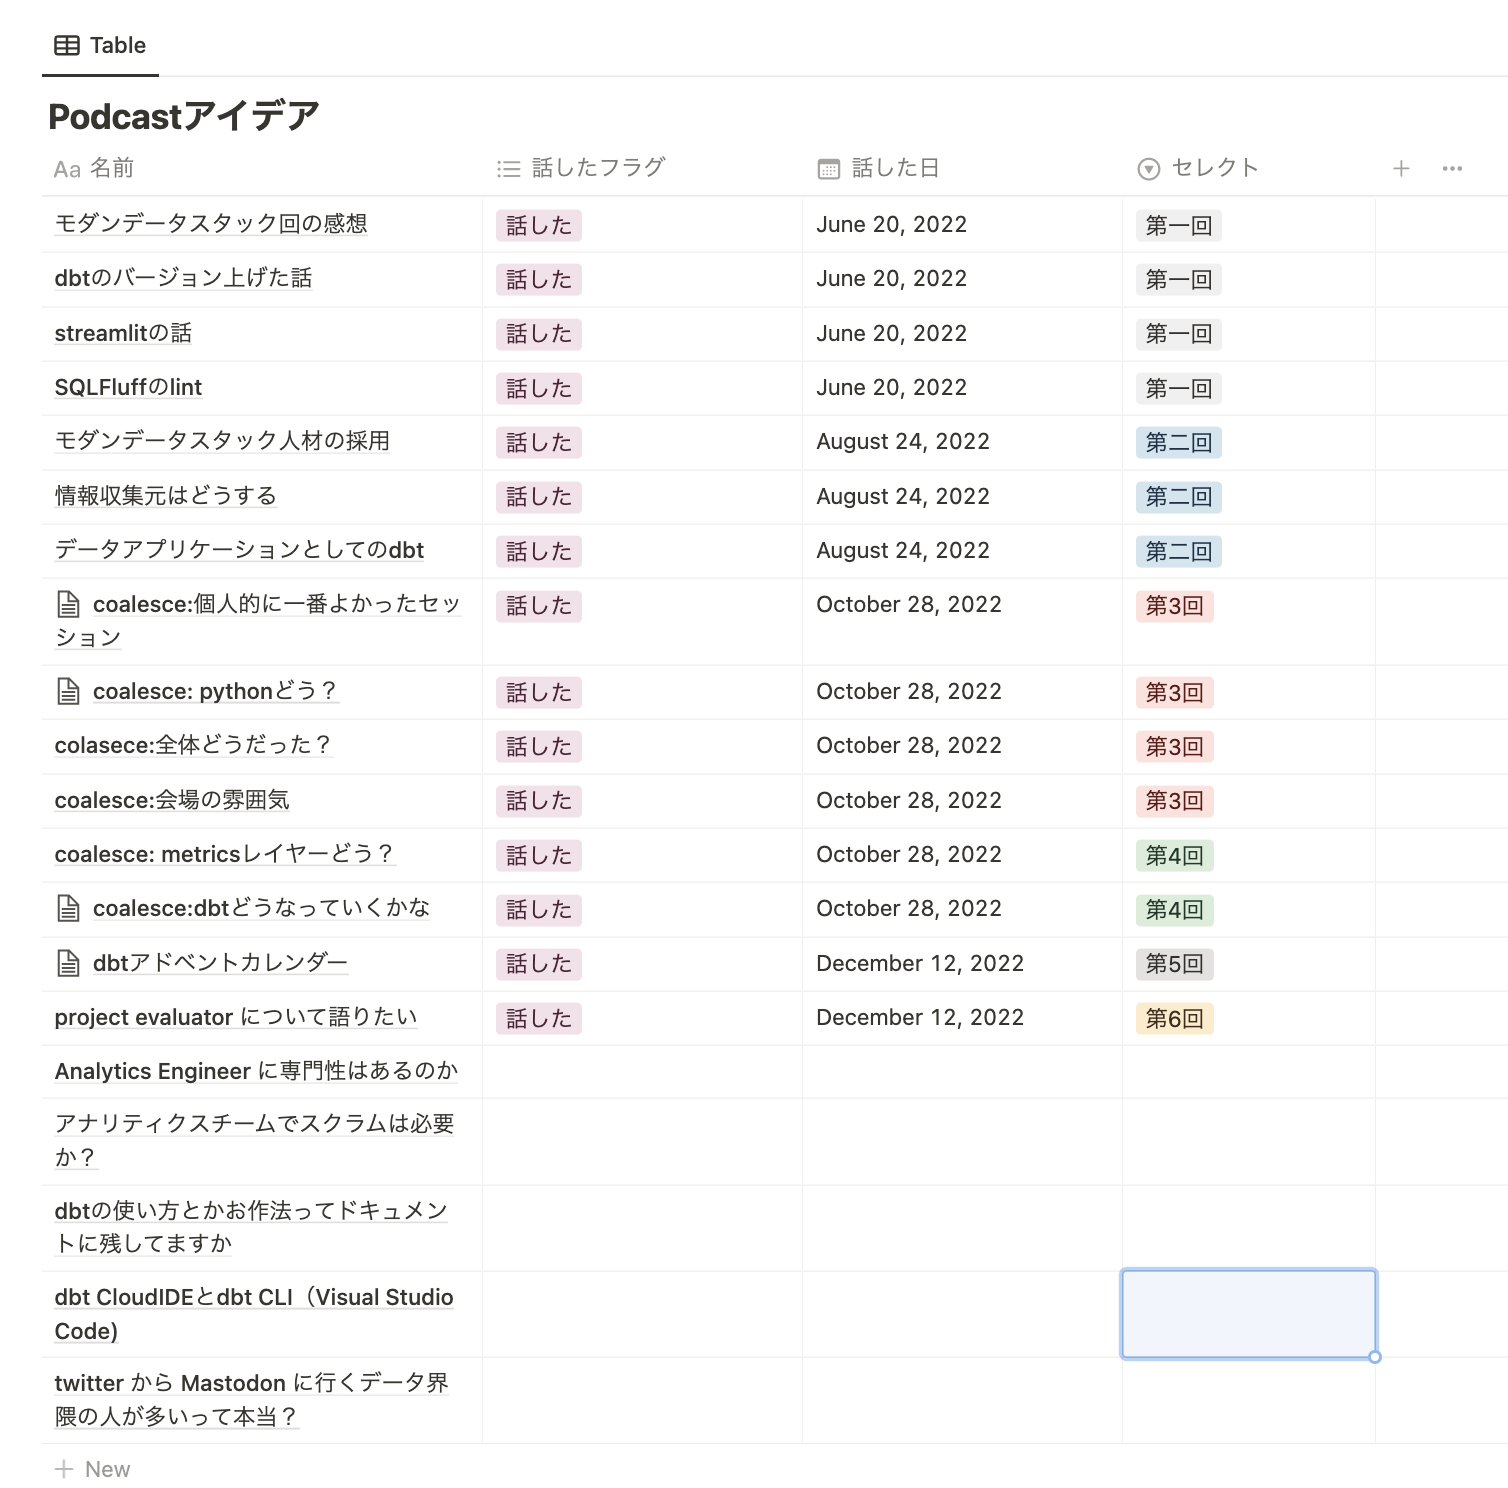 Table
Podcastアイデア
Aa 名前 話したフラグ 話した日 セレクト
モダンデータスタック回の感想 話した June 20, 2022 第一回
dbtのバージョン上げた話 話した June 20, 2022 第一回
streamlitの話 話した June 20, 2022 第一回
SQLFluffのlint 話した June 20, 2022 第一回
モダンデータスタック人材の採用 話した August 24, 2022 第二回
情報収集元はどうする 話した August 24, 2022 第二回
データアプリケーションとしてのdbt 話した August 24, 2022 第二回
coalesce:個人的に一番よかったセッ 話した October 28, 2022 第3回
ション
coalesce: pythonどう？ 話した October 28, 2022 第3回
colasece:全体どうだった？ 話した October 28, 2022 第3回
coalesce:会場の雰囲気 話した October 28, 2022 第3回
coalesce: metricsレイヤーどう？ 話した October 28, 2022 第4回
coalesce:dbtどうなっていくかな 話した October 28, 2022 第4回
dbtアドベントカレンダー 話した December 12, 2022 第5回
project evaluator について語りたい 話した December 12, 2022 第6回
Analytics Engineer に専門性はあるのか
アナリティクスチームでスクラムは必要
か？
dbtの使い方とかお作法ってドキュメン
トに残してますか
dbt CloudIDEとdbt CLI（Visual Studio
Code)
twitter から Mastodon に行くデータ界
隈の人が多いって本当？
New